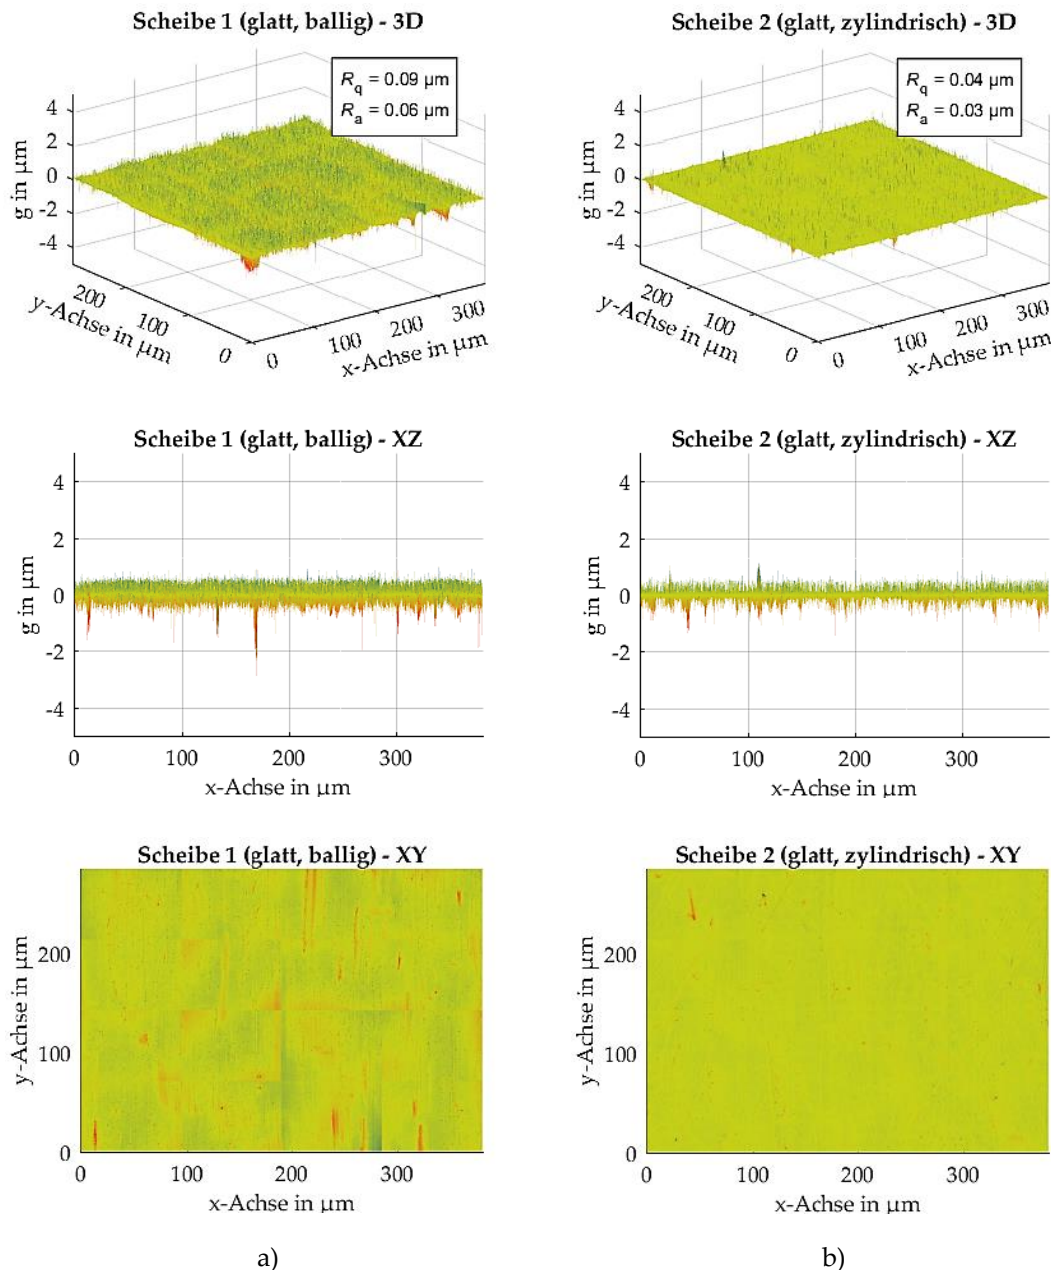 Scheibe 1 (glatt, ballig) - 3D
R_q = 0.09 µm
R_a = 0.06 µm
4
2
0
-2
-4
g in µm
200
100
0
y-Achse in µm
0
100
200
300
x-Achse in µm
Scheibe 2 (glatt, zylindrisch) - 3D
R_q = 0.04 µm
R_a = 0.03 µm
4
2
0
-2
-4
g in µm
200
100
0
y-Achse in µm
0
100
200
300
x-Achse in µm
Scheibe 1 (glatt, ballig) - XZ
4
2
0
-2
-4
g in µm
0
100
200
300
x-Achse in µm
Scheibe 2 (glatt, zylindrisch) - XZ
4
2
0
-2
-4
g in µm
0
100
200
300
x-Achse in µm
Scheibe 1 (glatt, ballig) - XY
200
100
0
y-Achse in µm
0
100
200
300
x-Achse in µm
Scheibe 2 (glatt, zylindrisch) - XY
200
100
0
y-Achse in µm
0
100
200
300
x-Achse in µm
a)
b)